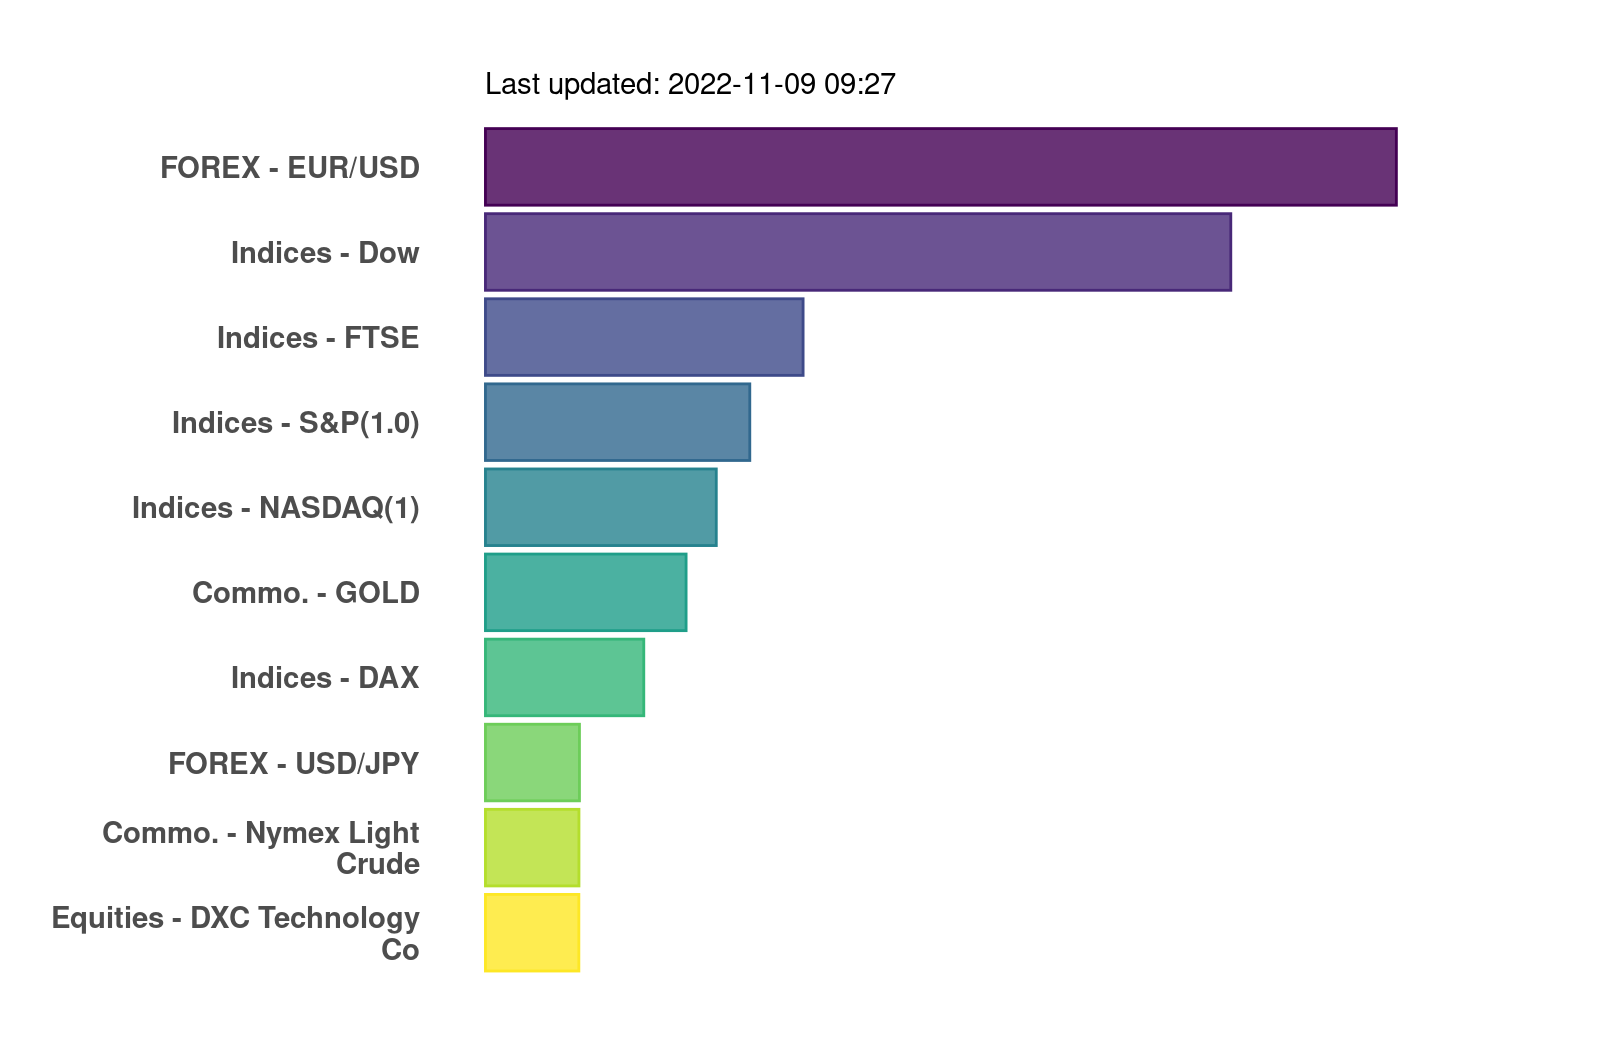 Last updated: 2022-11-09 09:27
FOREX - EUR/USD
Indices - Dow
Indices - FTSE
Indices - S&P(1.0)
Indices - NASDAQ(1)
Commo. - GOLD
Indices - DAX
FOREX - USD/JPY
Commo. - Nymex Light
Crude
Equities - DXC Technology
Co